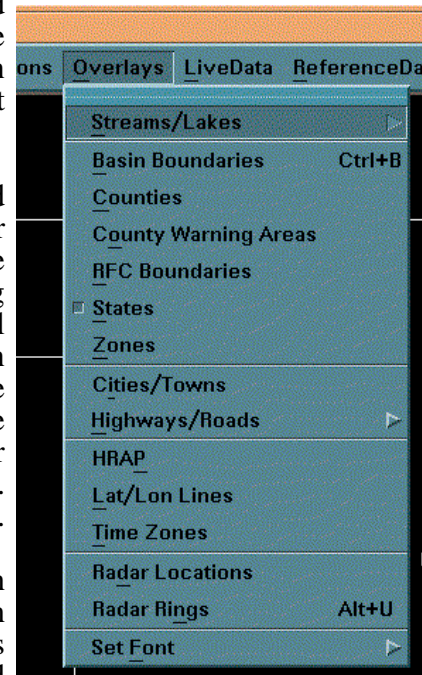 ons Overlays LiveData ReferenceDa
Streams/Lakes
Basin Boundaries Ctrl+B
Counties
County Warning Areas
RFC Boundaries
States
Zones
Cities/Towns
Highways/Roads
HRAP
Lat/Lon Lines
Time Zones
Radar Locations
Radar Rings Alt+U
Set Font